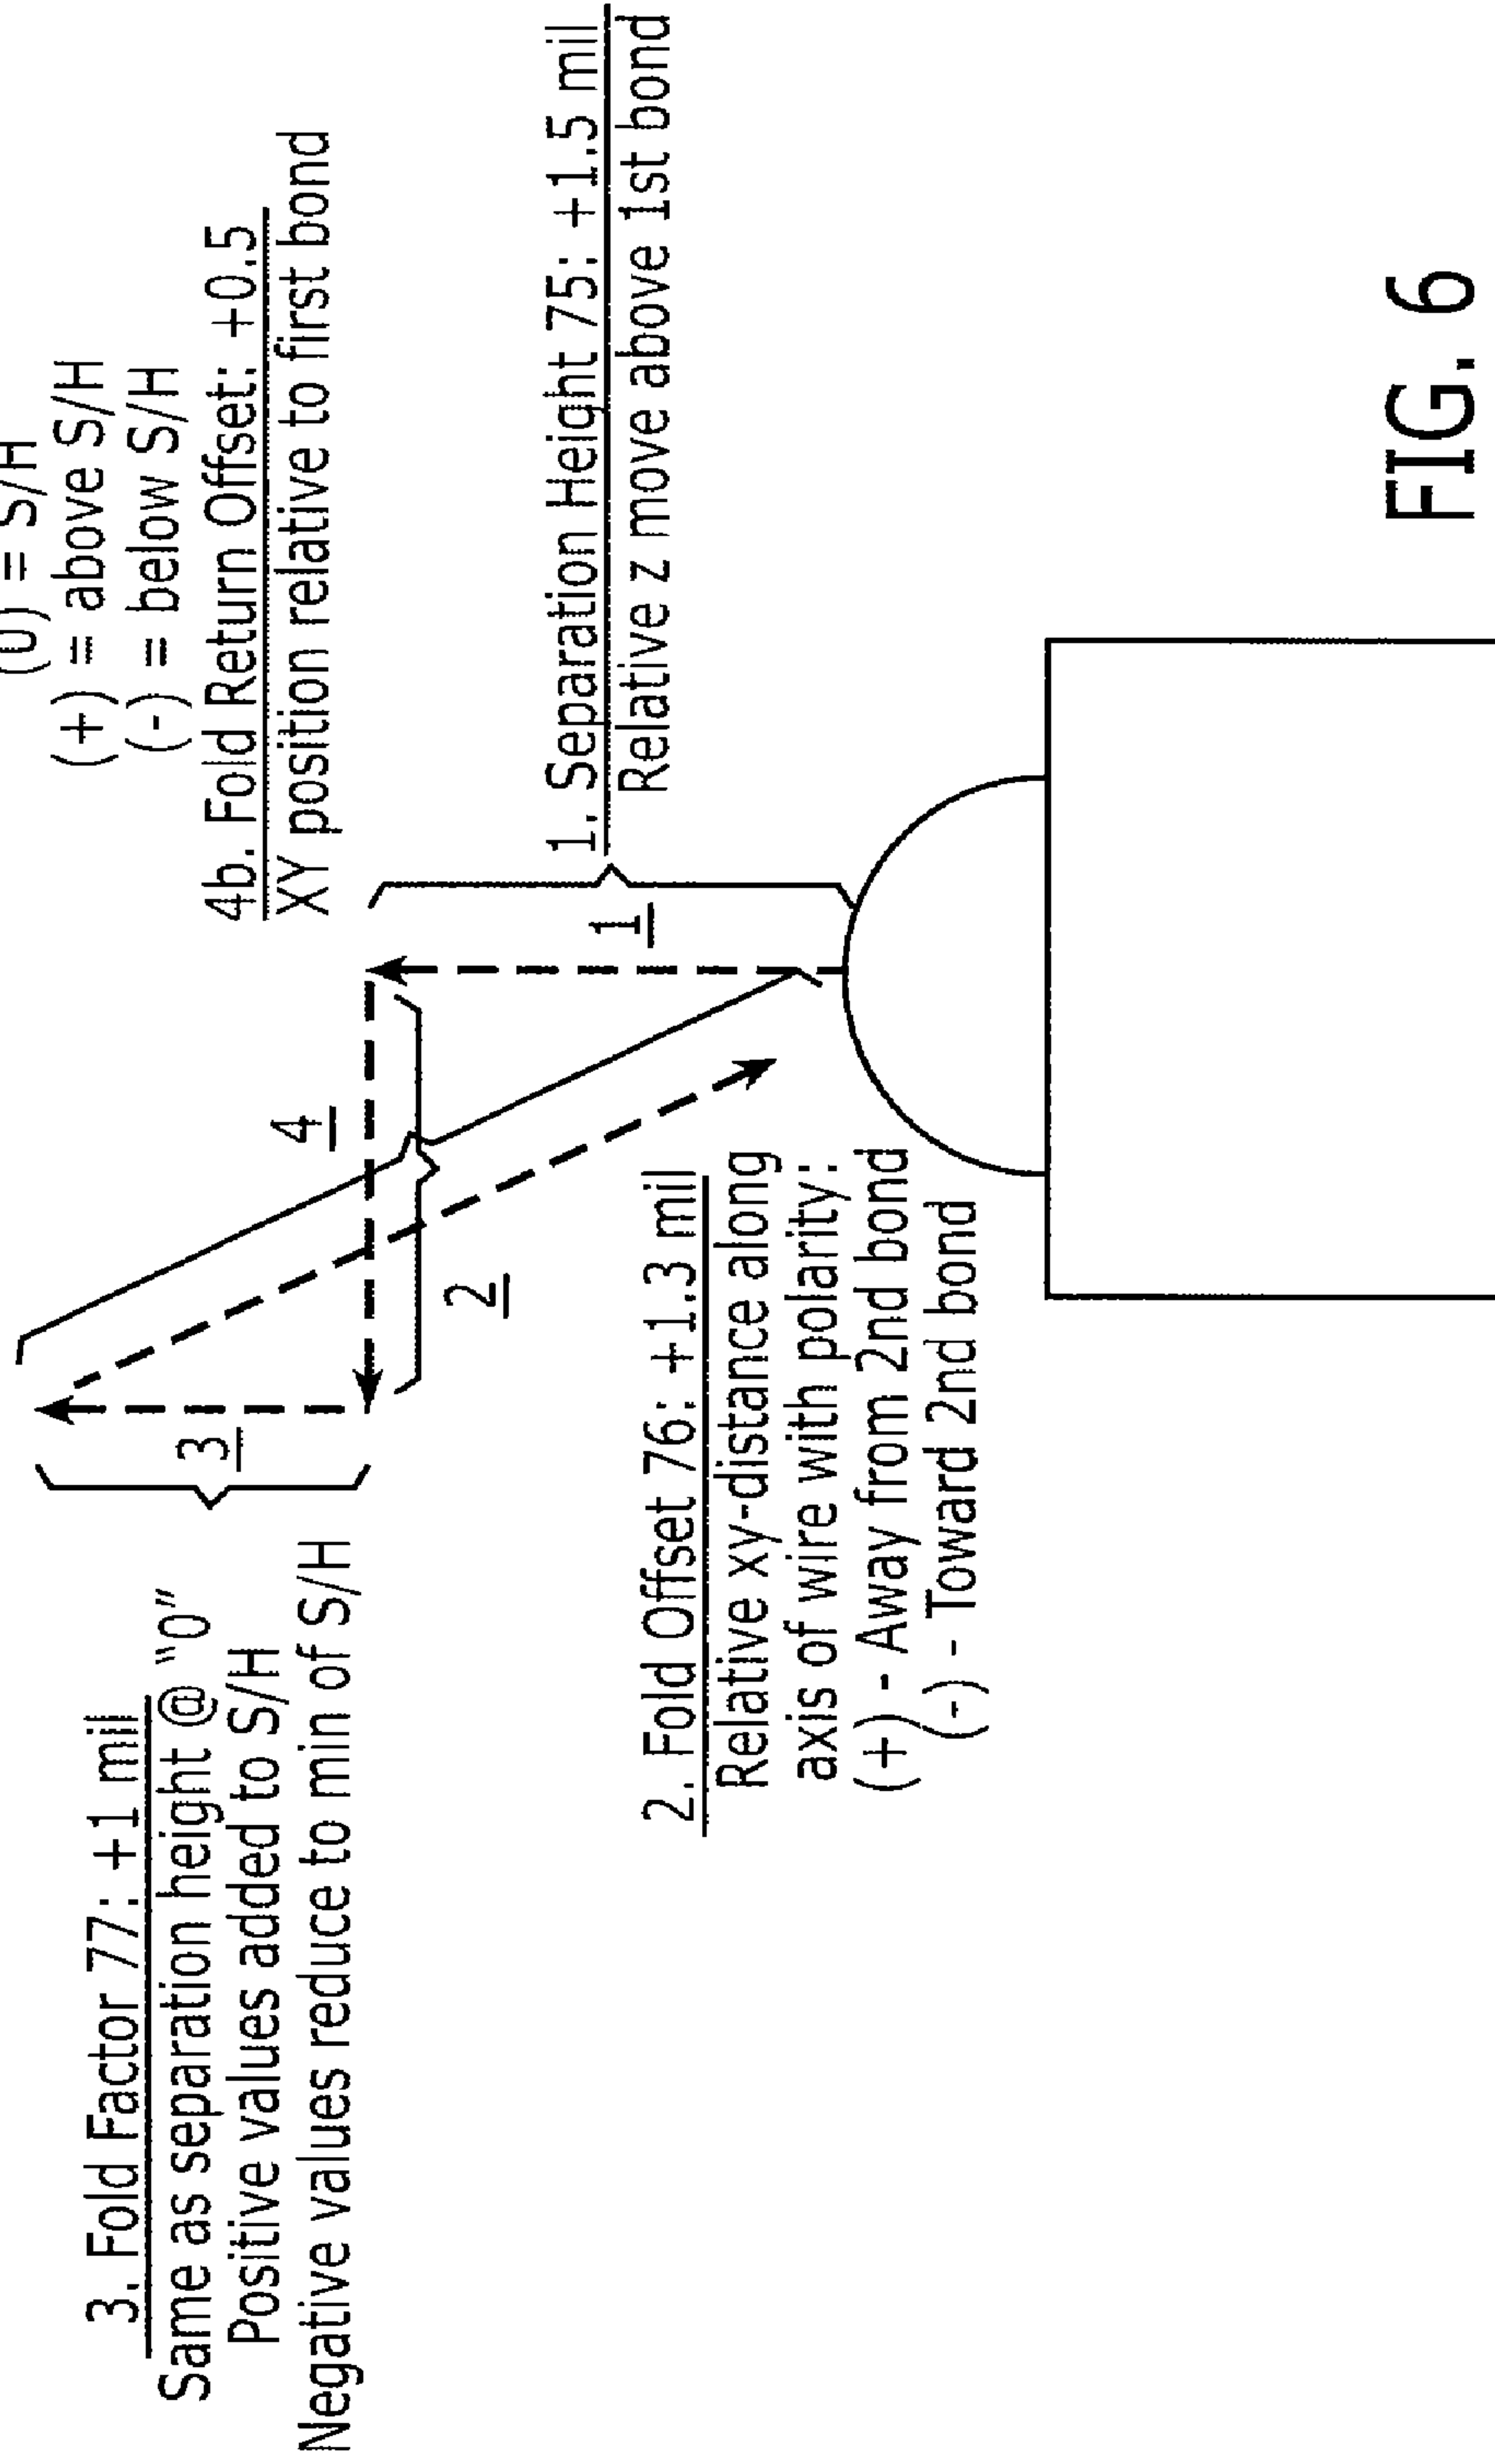 (0) = S/H
(+) = above S/H
(-) = below S/H
4b. Fold Return Offset: +0.5
XY position relative to first bond
3. Fold Factor 77: +1 mil
Same as separation height @ "0"
Positive values added to S/H
Negative values reduce to min of S/H
3
4
2
1
1. Separation Height 75: +1.5 mil
Relative z move above 1st bond
2. Fold Offset 76: +1.3 mil
Relative xy-distance along
axis of wire with polarity:
(+) - Away from 2nd bond
(-) - Toward 2nd bond
FIG. 6